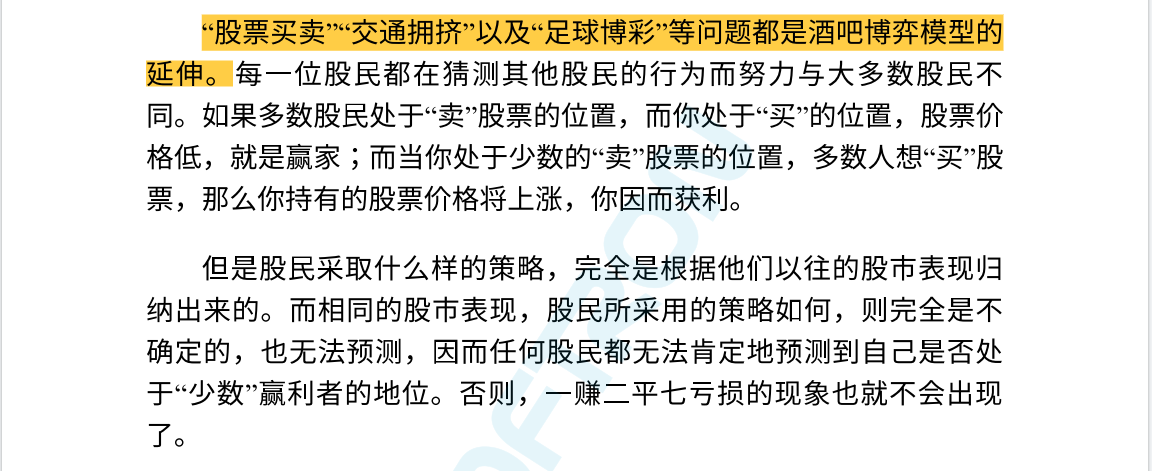 “股票买卖”“交通拥挤”以及“足球博彩”等问题都是酒吧博弈模型的
延伸。每一位股民都在猜测其他股民的行为而努力与大多数股民不
同。如果多数股民处于“卖”股票的位置，而你处于“买”的位置，股票价
格低，就是赢家；而当你处于少数的“卖”股票的位置，多数人想“买”股
票，那么你持有的股票价格将上涨，你因而获利。
但是股民采取什么样的策略，完全是根据他们以往的股市表现归
纳出来的。而相同的股市表现，股民所采用的策略如何，则完全是不
确定的，也无法预测，因而任何股民都无法肯定地预测到自己是否处
于“少数”赢利者的地位。否则，一赚二平七亏损的现象也就不会出现
了。